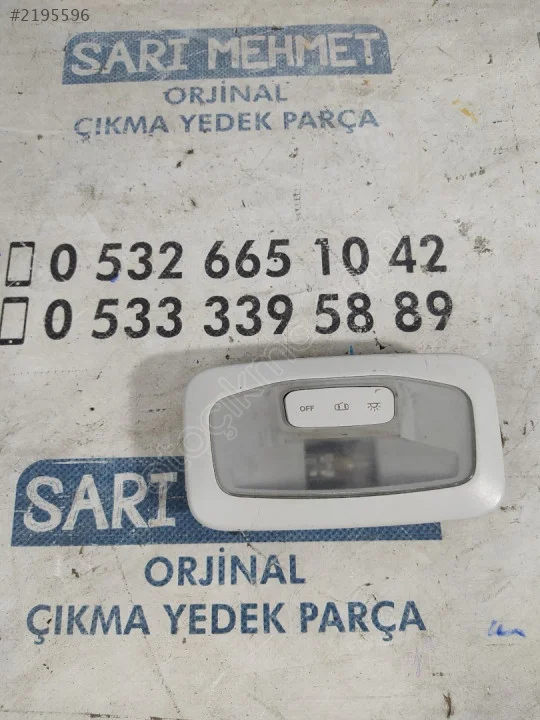 #2195596
SARI MEHMET
ORJİNAL
ÇIKMA YEDEK PARÇA
0 532 665 10 42
0 533 339 58 89
OFF
SARI
ORJİNAL
ÇIKMA YEDEK PARÇA